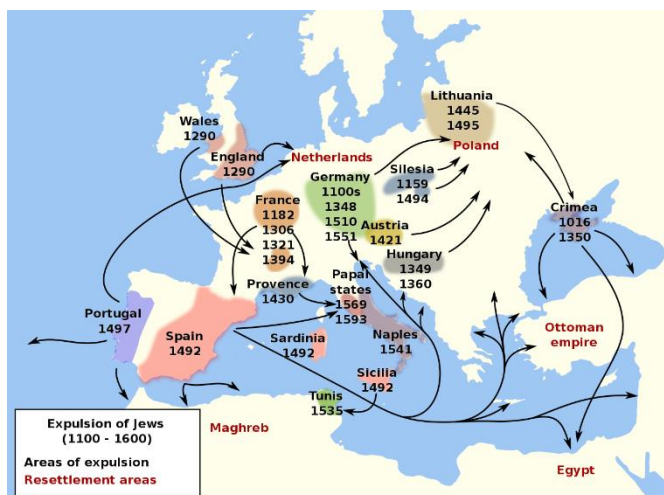 Lithuania
1445
1495
Wales
1290
England
1290
Netherlands
Poland
Germany
1100s
1348
1510
1551
Silesia
1159
1494
France
1182
1306
1321
1394
Austria
1421
Crimea
1016
1350
Hungary
1349
1360
Provence
1430
Papal
states
1569
1593
Portugal
1497
Spain
1492
Sardinia
1492
Naples
1541
Ottoman
empire
Sicilia
1492
Tunis
1535
Maghreb
Egypt
Expulsion of Jews
(1100 - 1600)
Areas of expulsion
Resettlement areas